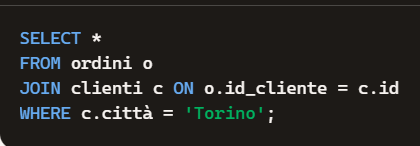 SELECT *
FROM ordini o
JOIN clienti c ON o.id_cliente = c.id
WHERE c.città = 'Torino';